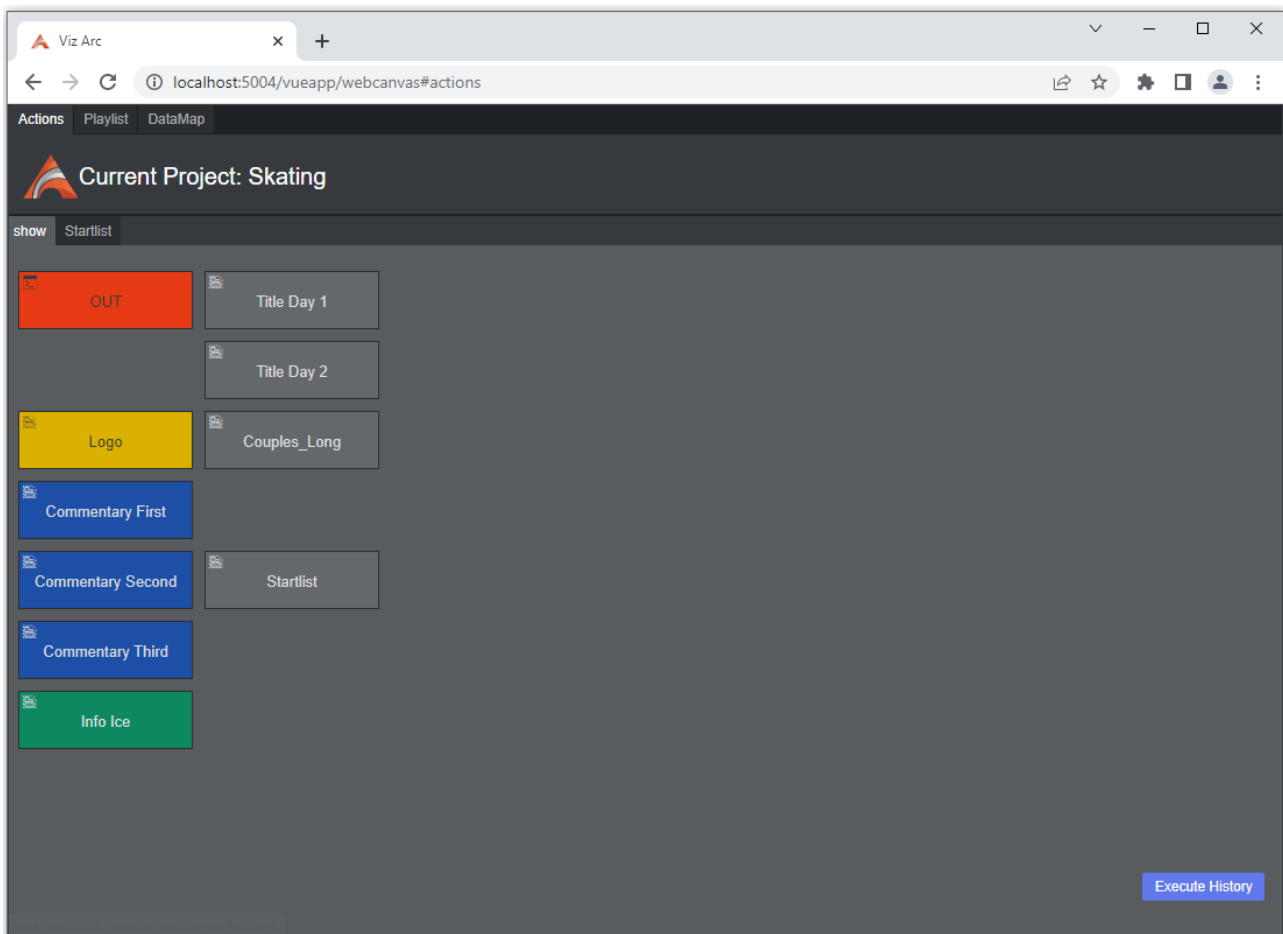 Viz Arc
localhost:5004/vueapp/webcanvas#actions
Actions Playlist DataMap
Current Project: Skating
show Startlist
OUT Title Day 1
Title Day 2
Logo Couples_Long
Commentary First
Commentary Second Startlist
Commentary Third
Info Ice
Execute History